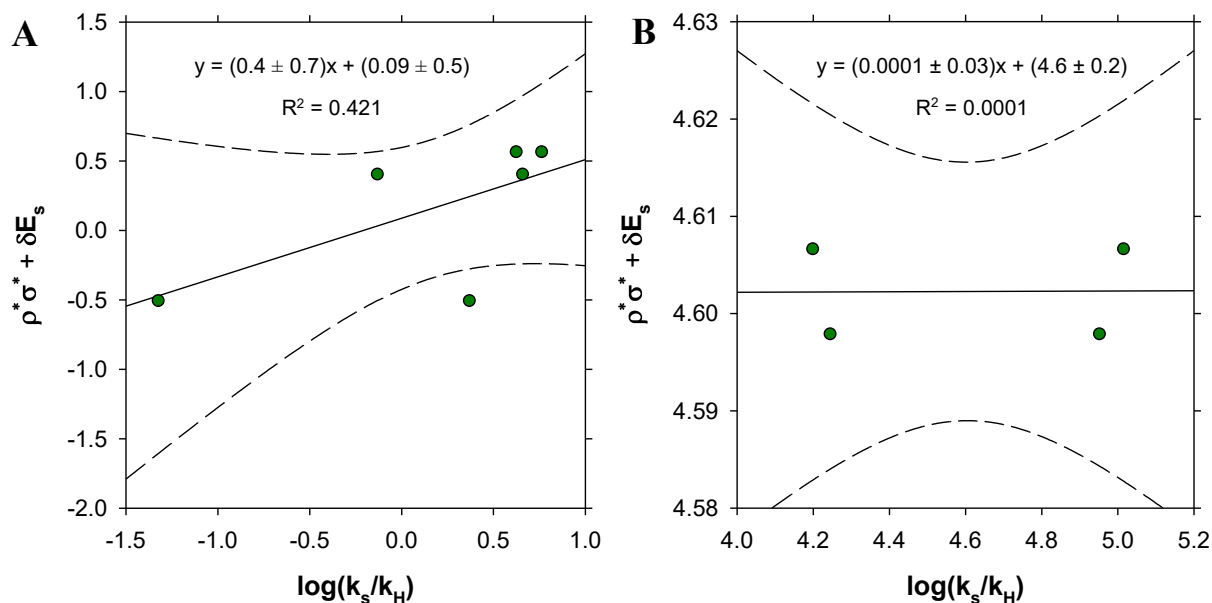 A
y = (0.4 ± 0.7)x + (0.09 ± 0.5)
R² = 0.421
ρ*σ* + δEₛ
1.5
1.0
0.5
0.0
-0.5
-1.0
-1.5
-2.0
-1.5 -1.0 -0.5 0.0 0.5 1.0
log(kₛ/k_H)
B
y = (0.0001 ± 0.03)x + (4.6 ± 0.2)
R² = 0.0001
ρ*σ* + δEₛ
4.63
4.62
4.61
4.60
4.59
4.58
4.0 4.2 4.4 4.6 4.8 5.0 5.2
log(kₛ/k_H)